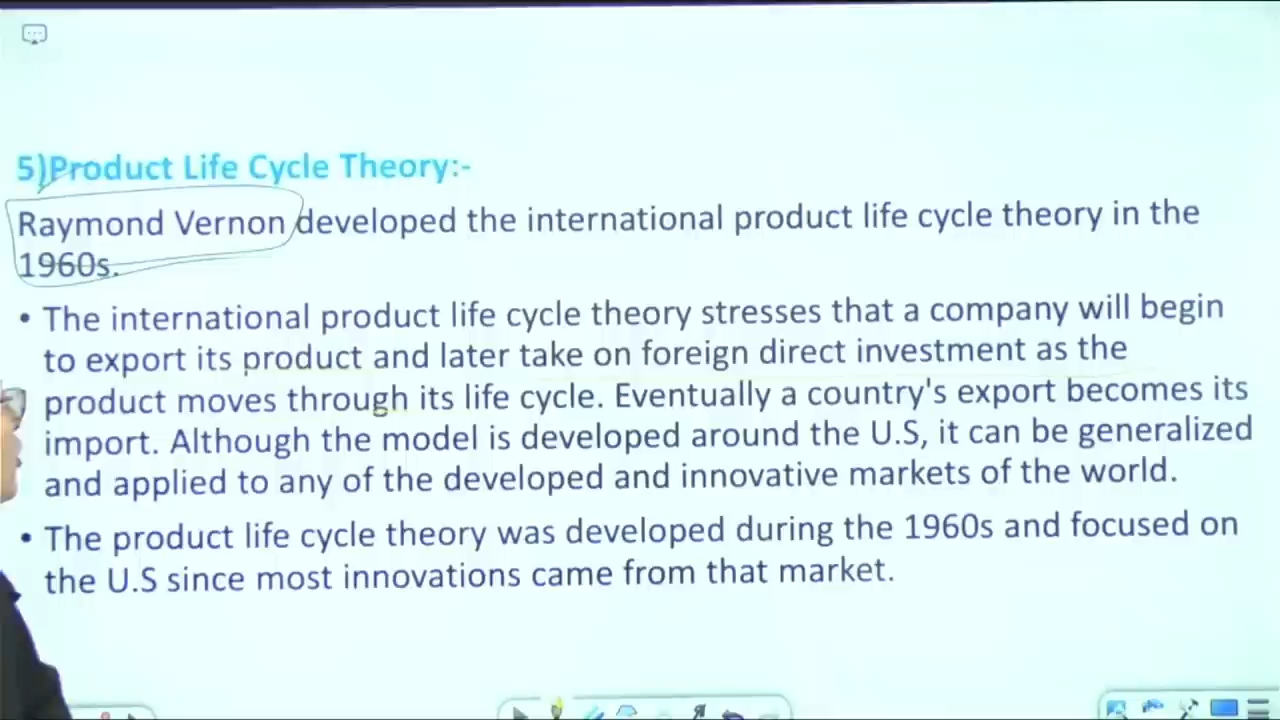 5)Product Life Cycle Theory:-
Raymond Vernon developed the international product life cycle theory in the
1960s.
• The international product life cycle theory stresses that a company will begin
to export its product and later take on foreign direct investment as the
product moves through its life cycle. Eventually a country's export becomes its
import. Although the model is developed around the U.S, it can be generalized
and applied to any of the developed and innovative markets of the world.
• The product life cycle theory was developed during the 1960s and focused on
the U.S since most innovations came from that market.